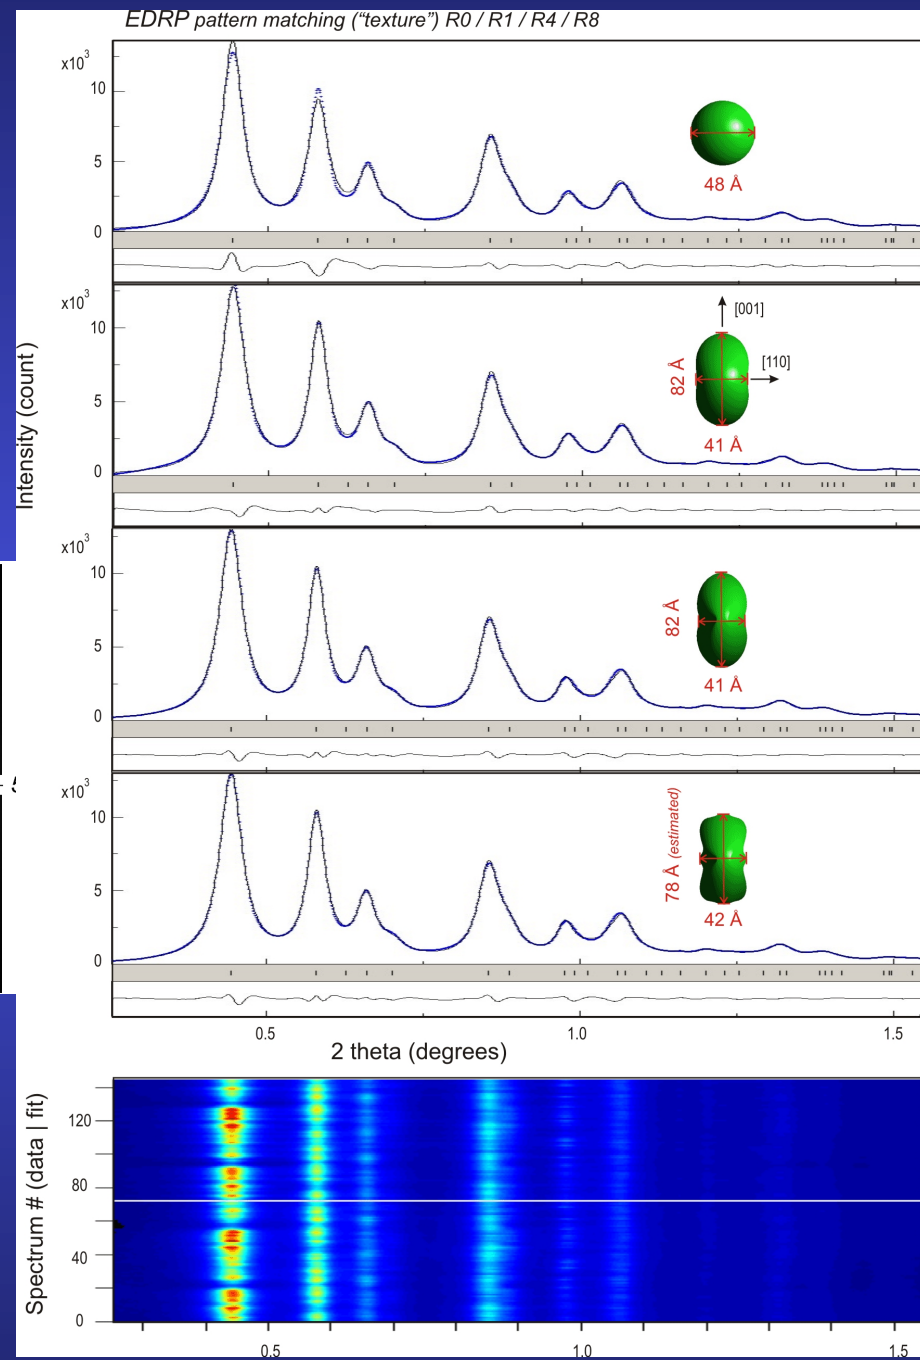 EDRP pattern matching (“texture”) R0 / R1 / R4 / R8
x10³
10
5
0
48 Å
x10³
10
5
0
[001]
[110]
82 Å
41 Å
Intensity (count)
x10³
10
5
0
82 Å
41 Å
x10³
10
5
0
78 Å (estimated)
42 Å
0.5 1.0 1.5
2 theta (degrees)
Spectrum # (data | fit)
120
80
40
0
0.5 1.0 1.5